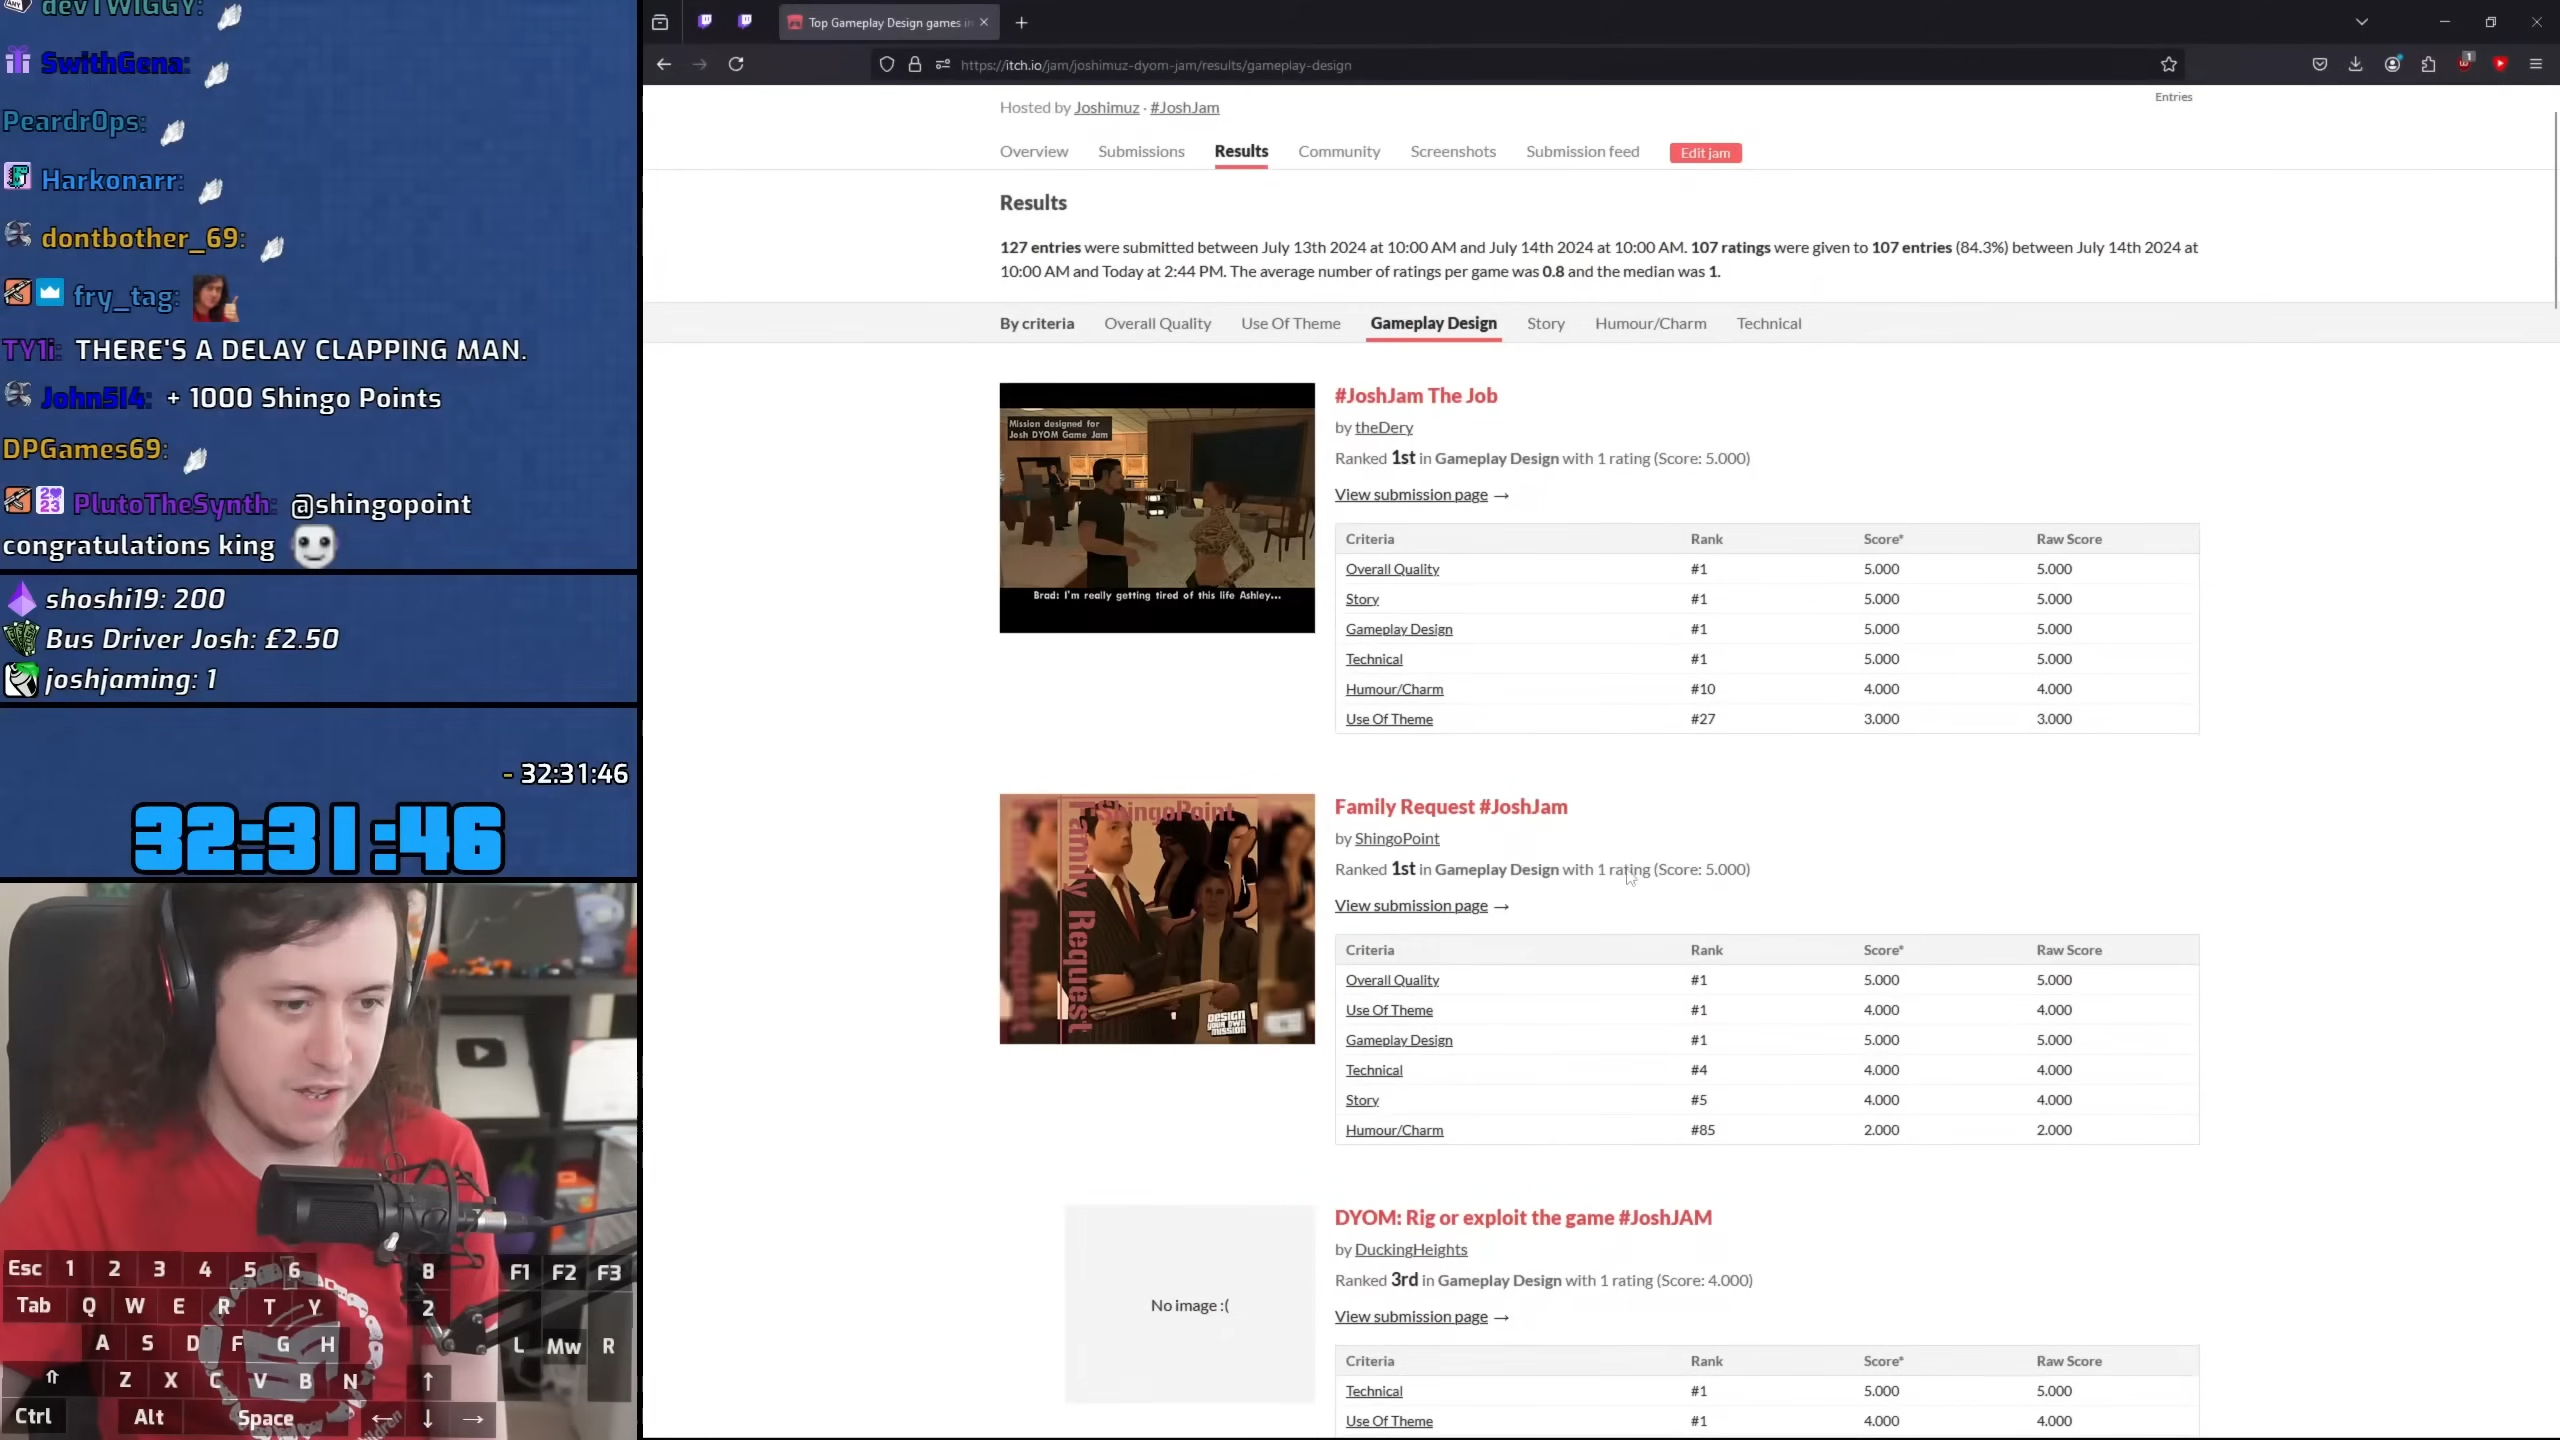 devTWIGGY:
SwithGena:
PeardrOps:
Harkonarr:
dontbother_69:
fry_tag:
TY1i: THERE'S A DELAY CLAPPING MAN.
John5I4: + 1000 Shingo Points
DPGames69:
PlutoTheSynth: @shingopoint
congratulations king
shoshi19: 200
Bus Driver Josh: £2.50
joshjaming: 1
- 32:31:46
32:31:46
Esc 1 2 3 4 5 6 8 F1 F2 F3
Tab Q W E R T Y 2
A S D F G H L Mw R
⇧ Z X C V B N ↑
Ctrl Alt Space ← ↓ →
Top Gameplay Design games in
https://itch.io/jam/joshimuz-dyom-jam/results/gameplay-design
1
Entries
Hosted by Joshimuz · #JoshJam
Overview Submissions Results Community Screenshots Submission feed Edit jam
Results
127 entries were submitted between July 13th 2024 at 10:00 AM and July 14th 2024 at 10:00 AM. 107 ratings were given to 107 entries (84.3%) between July 14th 2024 at
10:00 AM and Today at 2:44 PM. The average number of ratings per game was 0.8 and the median was 1.
By criteria Overall Quality Use Of Theme Gameplay Design Story Humour/Charm Technical
Mission designed for
Josh DYOM Game Jam
Brad: I'm really getting tired of this life Ashley...
#JoshJam The Job
by theDery
Ranked 1st in Gameplay Design with 1 rating (Score: 5.000)
View submission page →
Criteria Rank Score* Raw Score
Overall Quality #1 5.000 5.000
Story #1 5.000 5.000
Gameplay Design #1 5.000 5.000
Technical #1 5.000 5.000
Humour/Charm #10 4.000 4.000
Use Of Theme #27 3.000 3.000
ShingoPoint
Family Request
DESIGN
YOUR OWN
MISSION
Family Request #JoshJam
by ShingoPoint
Ranked 1st in Gameplay Design with 1 rating (Score: 5.000)
View submission page →
Criteria Rank Score* Raw Score
Overall Quality #1 5.000 5.000
Use Of Theme #1 4.000 4.000
Gameplay Design #1 5.000 5.000
Technical #4 4.000 4.000
Story #5 4.000 4.000
Humour/Charm #85 2.000 2.000
No image :(
DYOM: Rig or exploit the game #JoshJAM
by DuckingHeights
Ranked 3rd in Gameplay Design with 1 rating (Score: 4.000)
View submission page →
Criteria Rank Score* Raw Score
Technical #1 5.000 5.000
Use Of Theme #1 4.000 4.000